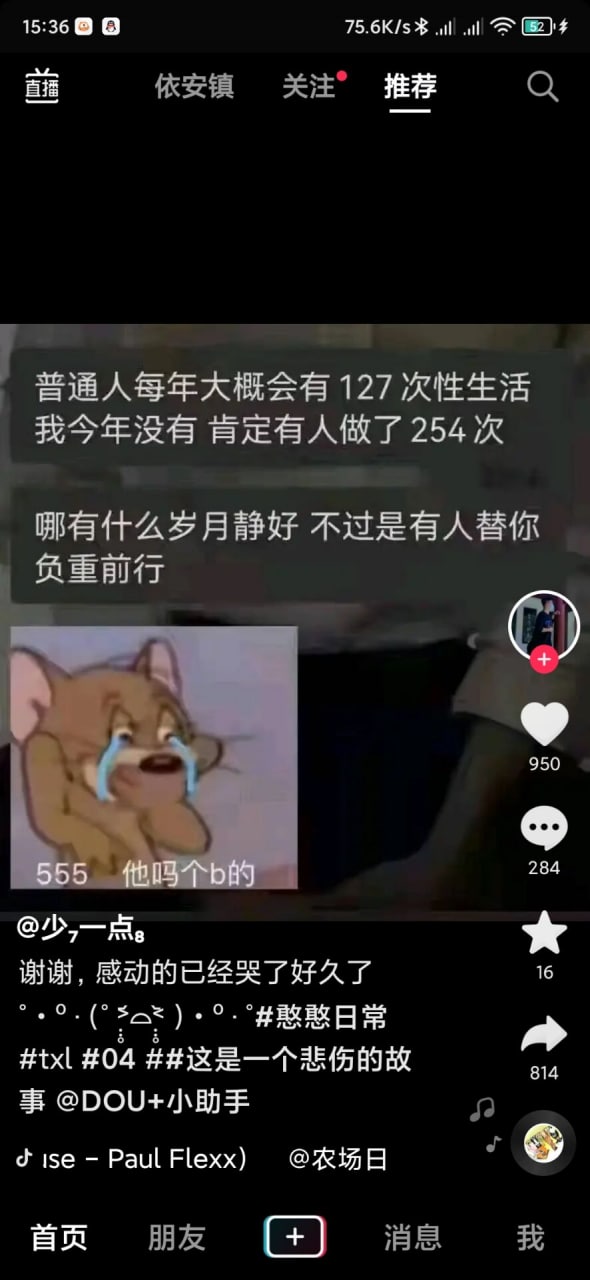 15:36
75.6K/s
52
直播
依安镇
关注
推荐
普通人每年大概会有 127 次性生活
我今年没有 肯定有人做了 254 次
哪有什么岁月静好 不过是有人替你
负重前行
555 他吗个b的
950
284
16
814
@少₇一点₈
谢谢, 感动的已经哭了好久了
#憨憨日常
#txl #04 ##这是一个悲伤的故
事 @DOU+小助手
ıse - Paul Flexx)
@农场日
首页
朋友
消息
我